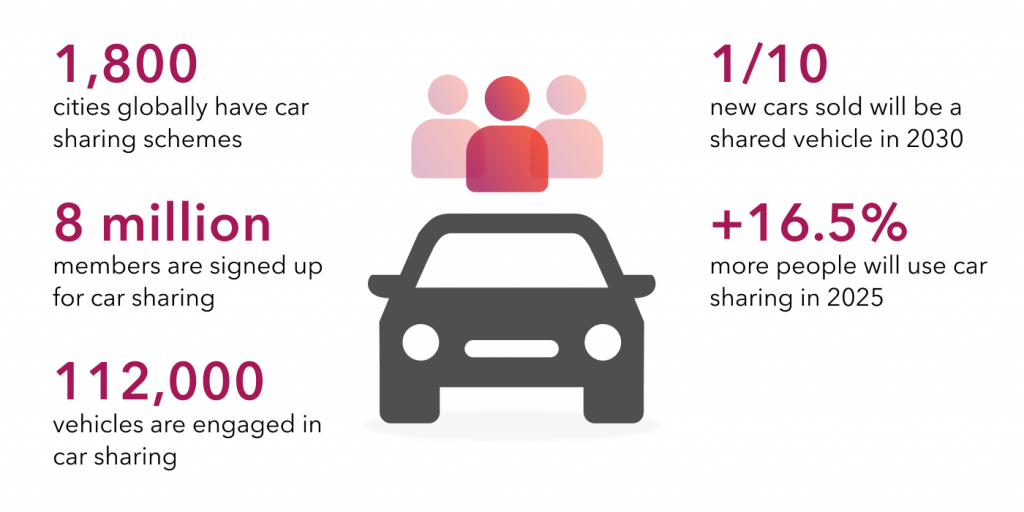 1,800
cities globally have car
sharing schemes
8 million
members are signed up
for car sharing
112,000
vehicles are engaged in
car sharing
1/10
new cars sold will be a
shared vehicle in 2030
+16.5%
more people will use car
sharing in 2025